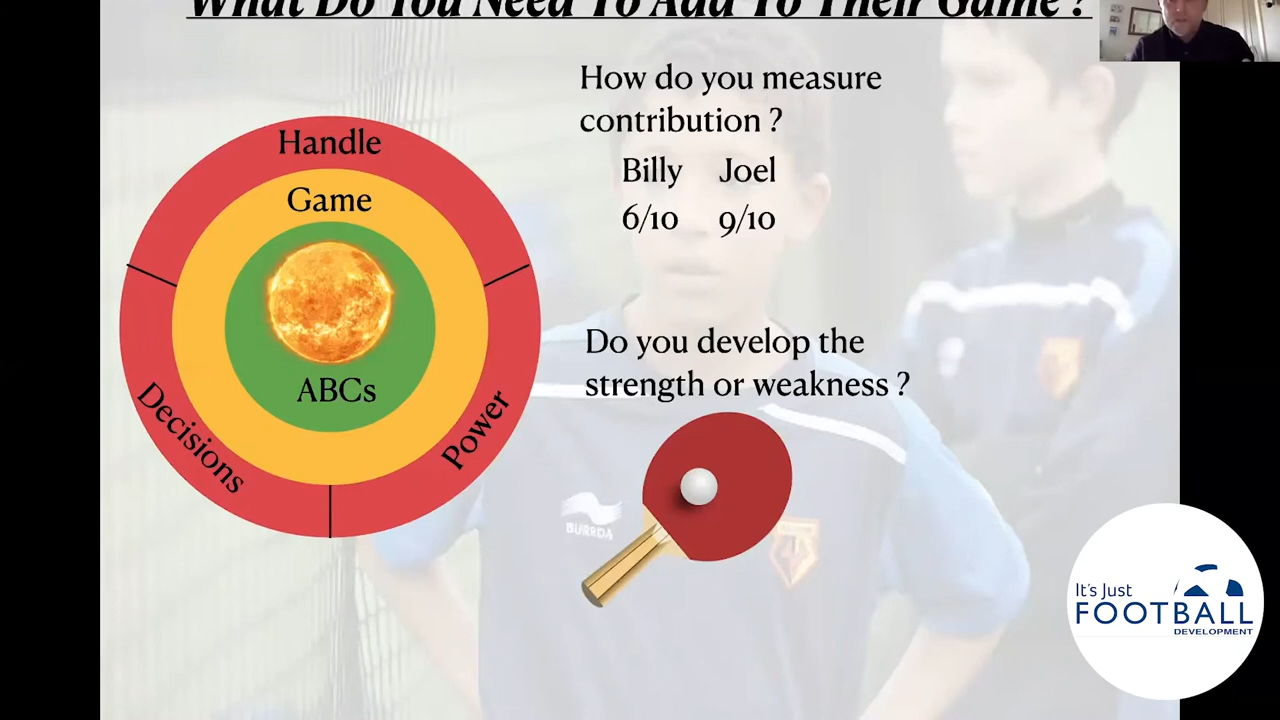 What Do You Need To Add To Their Game ?
How do you measure
contribution ?
Billy Joel
6/10 9/10
Handle
Game
ABCs
Decisions
Power
Do you develop the
strength or weakness ?
BURRDA
It's Just
FOOTBALL
DEVELOPMENT